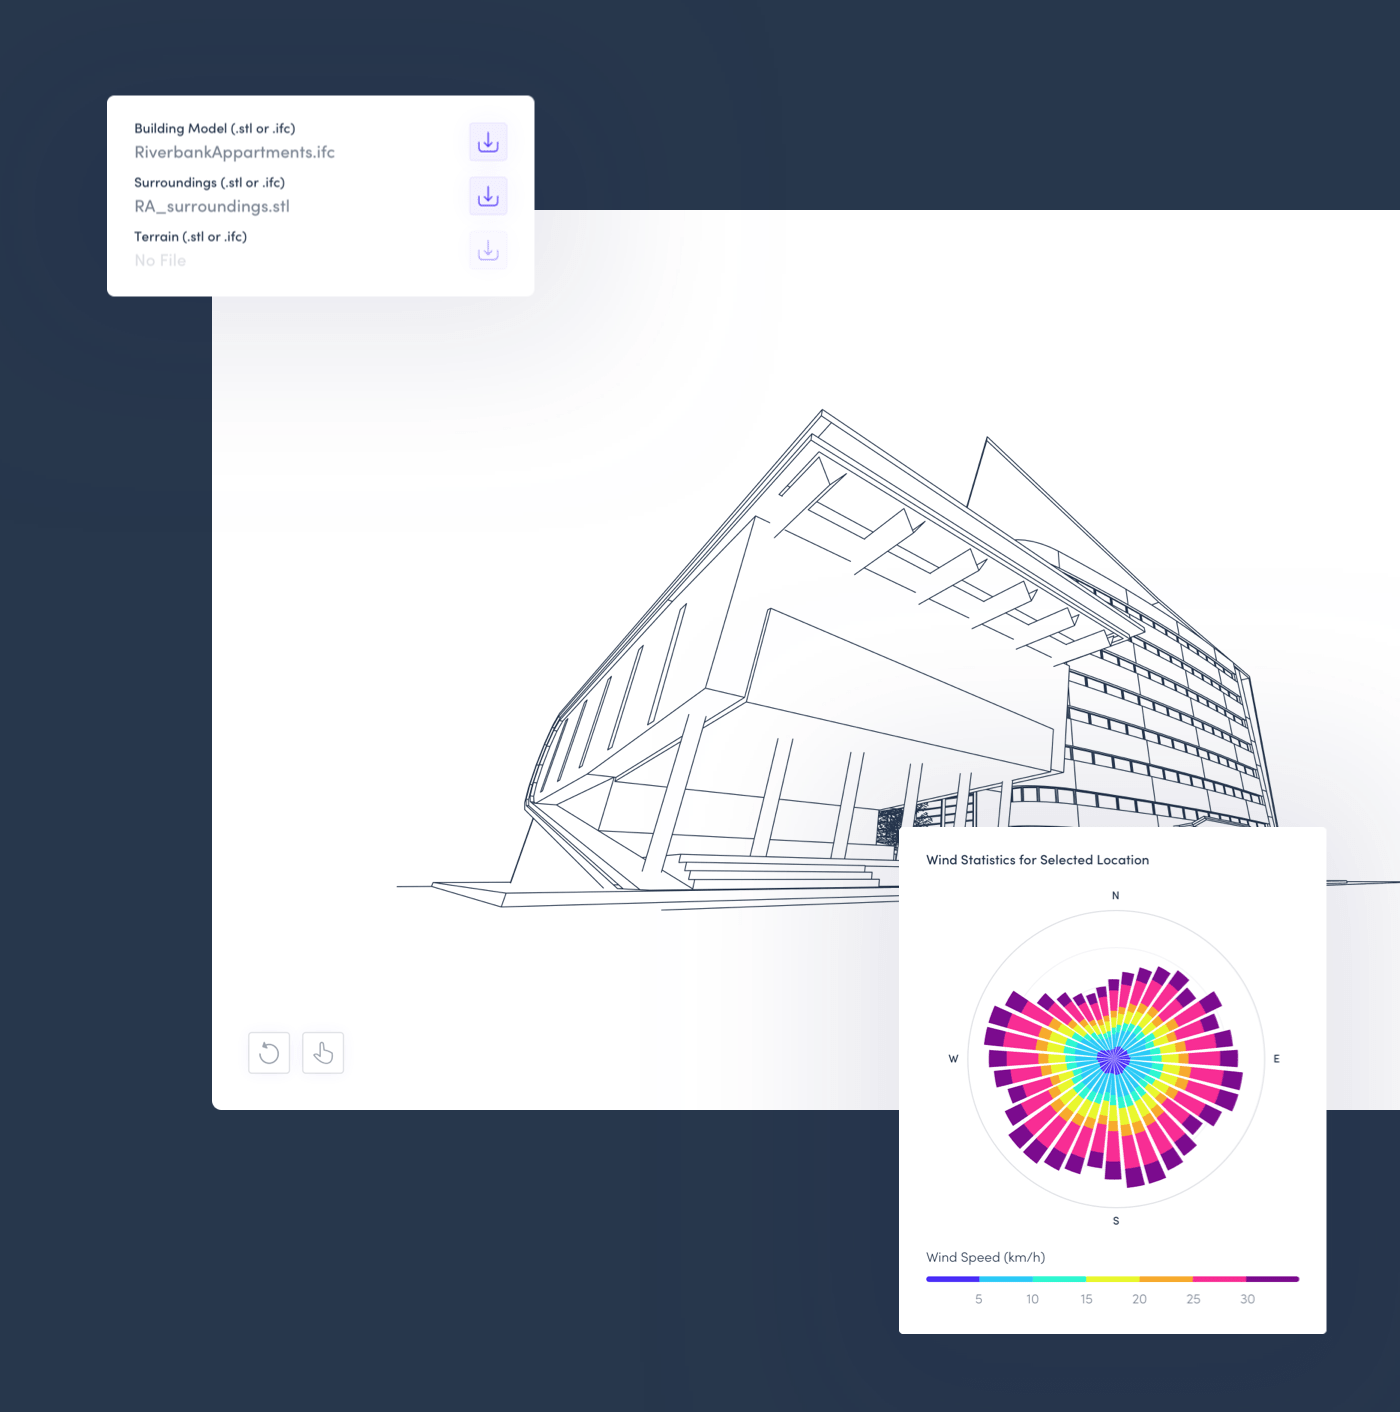 Building Model (.stl or .ifc)
RiverbankAppartments.ifc
Surroundings (.stl or .ifc)
RA_surroundings.stl
Terrain (.stl or .ifc)
No File
Wind Statistics for Selected Location
N
W
E
S
Wind Speed (km/h)
5 10 15 20 25 30